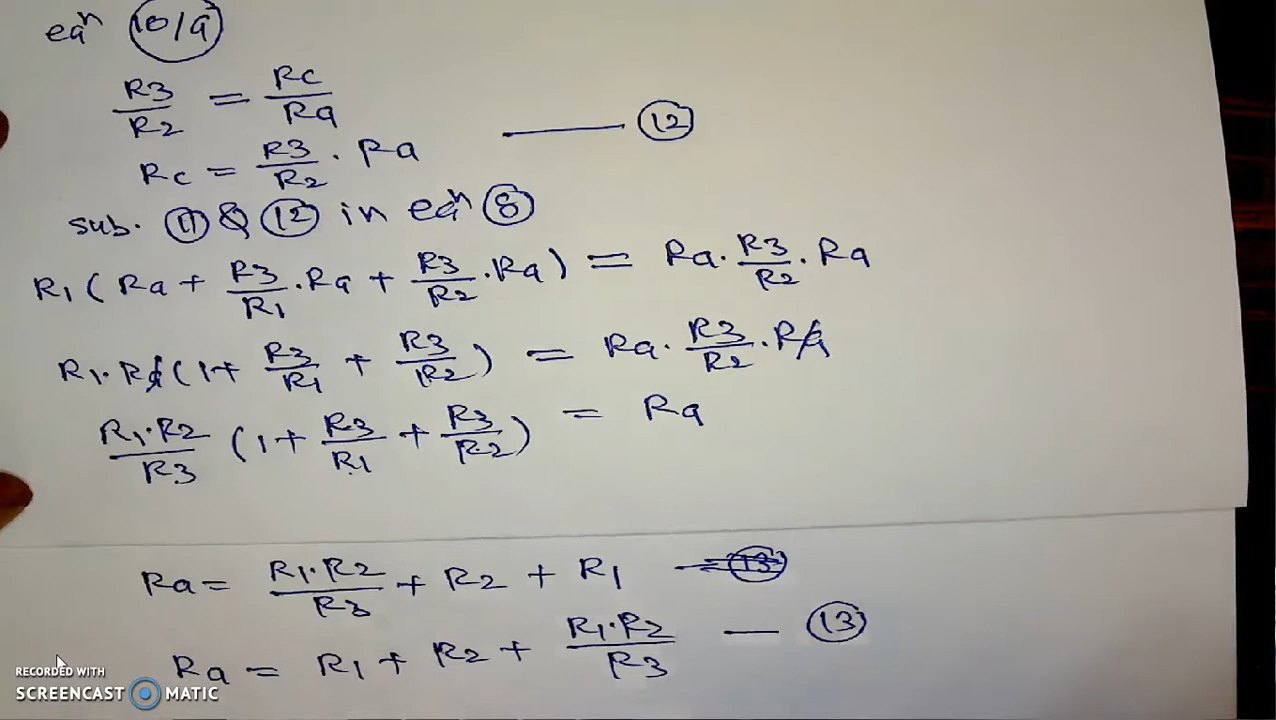 eqⁿ (10/9)
R3/R2 = Rc/Ra
Rc = R3/R2 · Ra —— (12)
sub. (11) & (12) in eqⁿ (8)
R1 ( Ra + R3/R1 · Ra + R3/R2 · Ra ) = Ra · R3/R2 · Ra
R1 · Ra ( 1 + R3/R1 + R3/R2 ) = Ra · R3/R2 · Ra
R1·R2/R3 ( 1 + R3/R1 + R3/R2 ) = Ra
Ra = R1·R2/R3 + R2 + R1 — (13)
Ra = R1 + R2 + R1·R2/R3 — (13)
RECORDED WITH
SCREENCAST MATIC